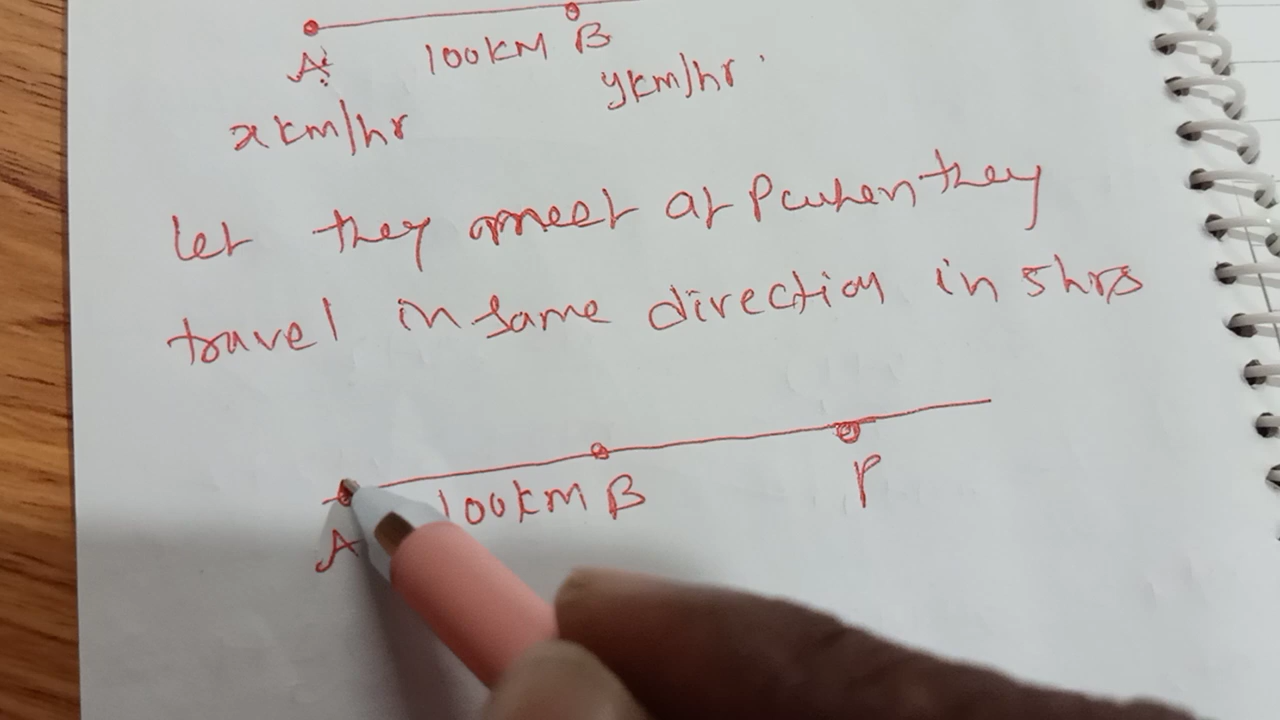 A 100KM B
xkm/hr ykm/hr
let they meet at P when they
travel in same direction in 5hrs
A 100KM B P